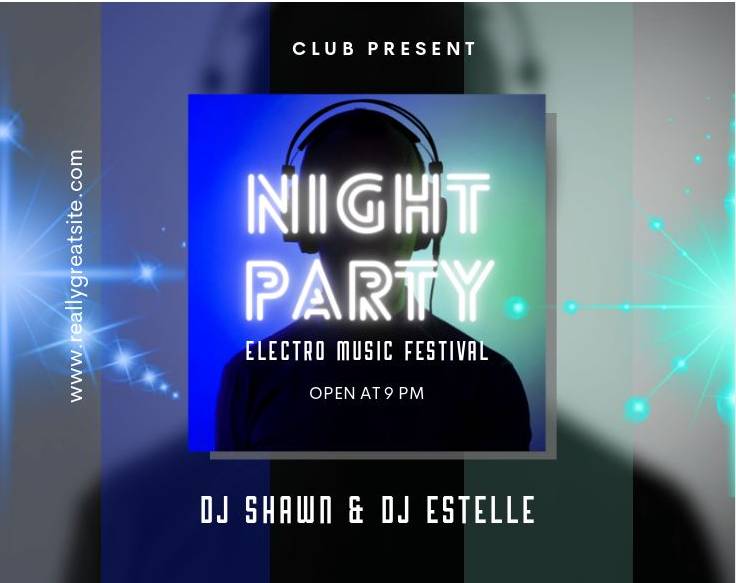 CLUB PRESENT
www.reallygreatsite.com
NIGHT
PARTY
ELECTRO MUSIC FESTIVAL
OPEN AT 9 PM
DJ SHAWN & DJ ESTELLE